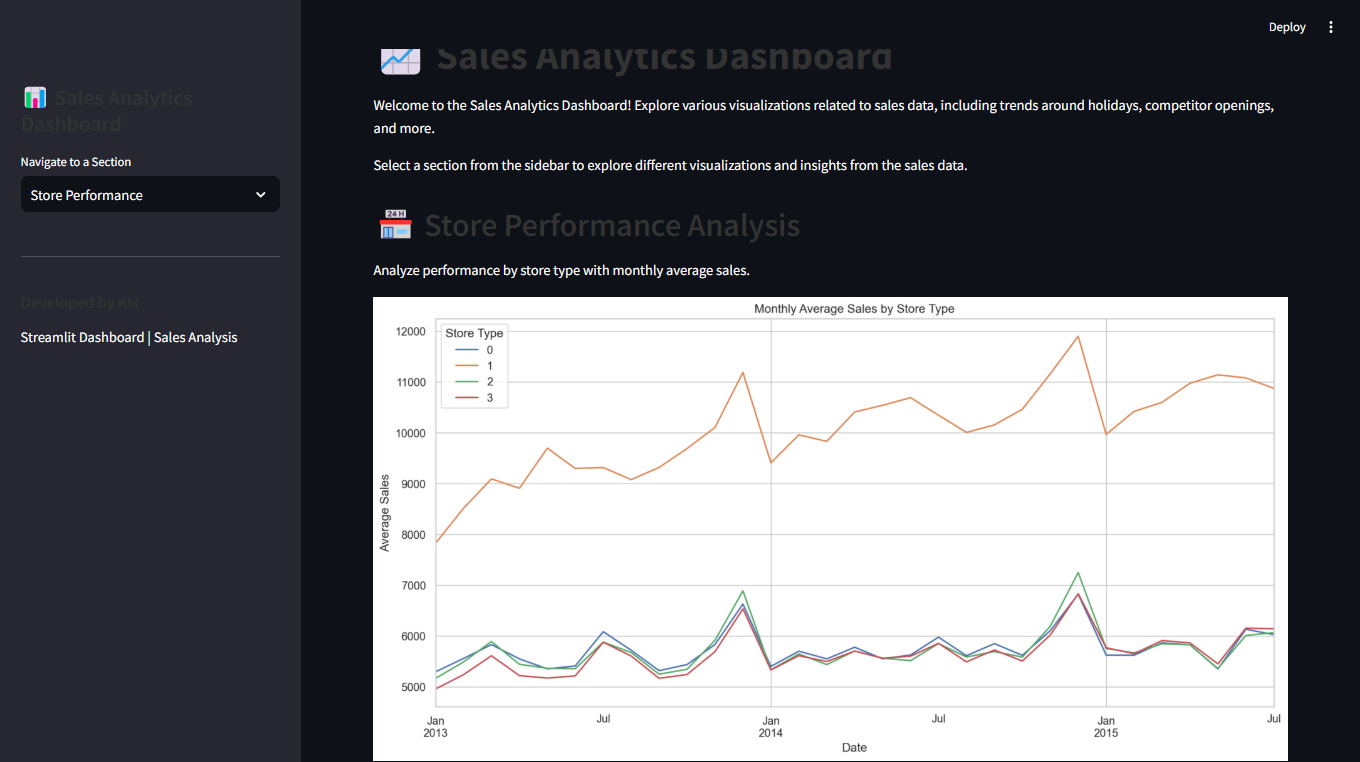 Deploy
Sales Analytics
Dashboard
Navigate to a Section
Store Performance
Developed by KM
Streamlit Dashboard | Sales Analysis
Sales Analytics Dashboard
Welcome to the Sales Analytics Dashboard! Explore various visualizations related to sales data, including trends around holidays, competitor openings,
and more.
Select a section from the sidebar to explore different visualizations and insights from the sales data.
24 H
Store Performance Analysis
Analyze performance by store type with monthly average sales.
Monthly Average Sales by Store Type
Store Type
0
1
2
3
Average Sales
12000
11000
10000
9000
8000
7000
6000
5000
Jan Jul Jan Jul Jan Jul
2013 2014 2015
Date